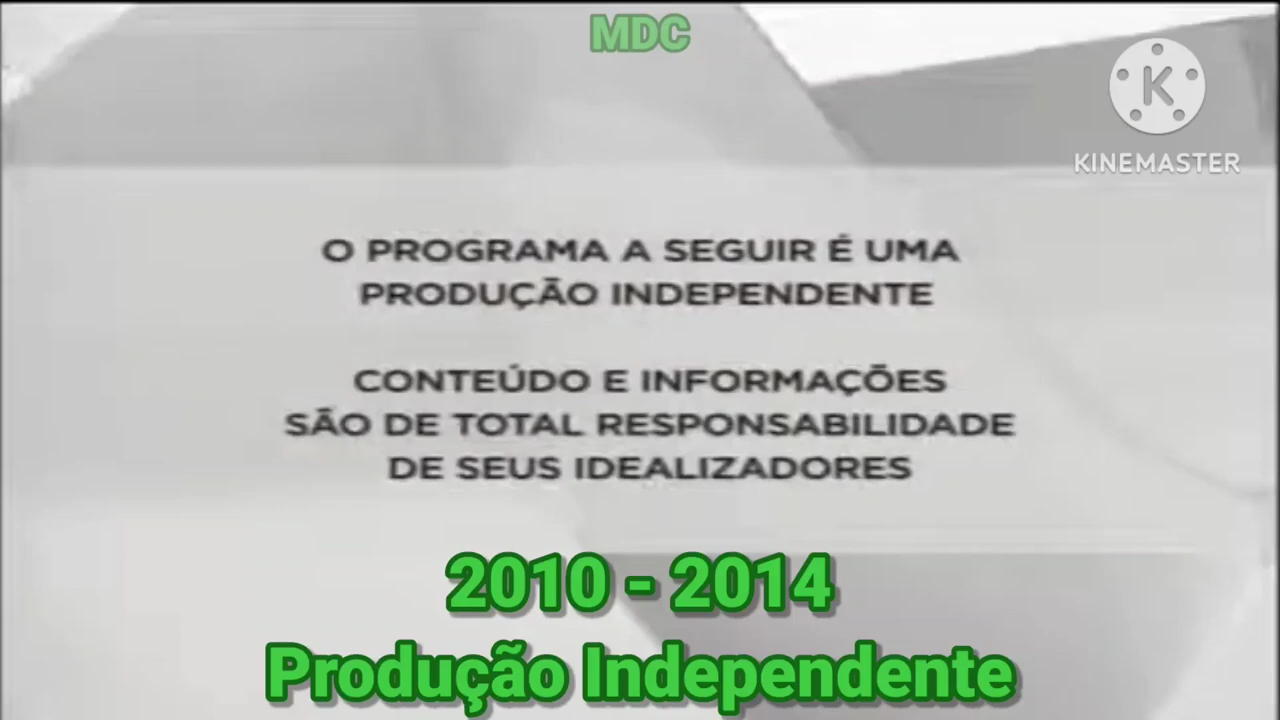 MDC
K
KINEMASTER
O PROGRAMA A SEGUIR É UMA
PRODUÇÃO INDEPENDENTE
CONTEÚDO E INFORMAÇÕES
SÃO DE TOTAL RESPONSABILIDADE
DE SEUS IDEALIZADORES
2010 - 2014
Produção Independente